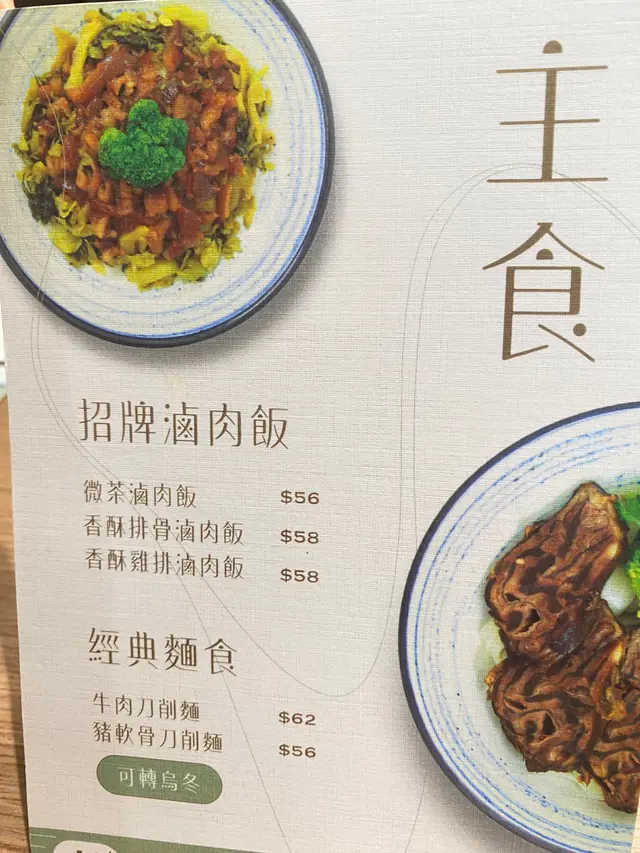 主食
招牌滷肉飯
微茶滷肉飯 $56
香酥排骨滷肉飯 $58
香酥雞排滷肉飯 $58
經典麵食
牛肉刀削麵 $62
豬軟骨刀削麵 $56
可轉烏冬